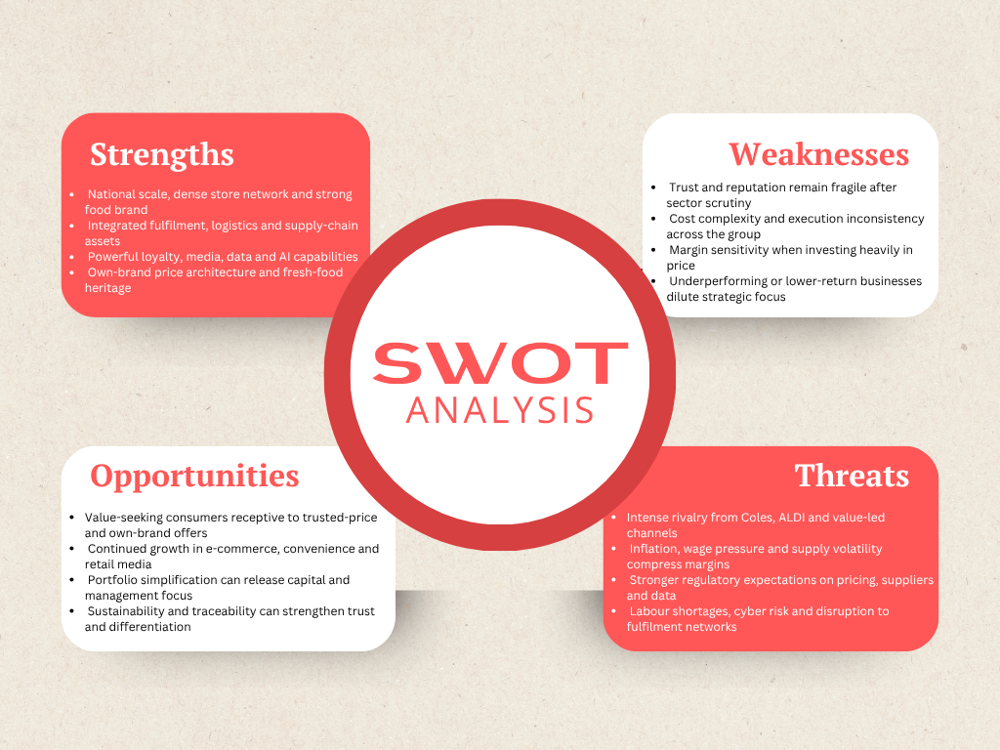 Strengths
• National scale, dense store network and strong
food brand
• Integrated fulfilment, logistics and supply-chain
assets
• Powerful loyalty, media, data and AI capabilities
• Own-brand price architecture and fresh-food
heritage
Weaknesses
• Trust and reputation remain fragile after
sector scrutiny
• Cost complexity and execution inconsistency
across the group
• Margin sensitivity when investing heavily in
price
• Underperforming or lower-return businesses
dilute strategic focus
SWOT
ANALYSIS
Opportunities
• Value-seeking consumers receptive to trusted-price
and own-brand offers
• Continued growth in e-commerce, convenience and
retail media
• Portfolio simplification can release capital and
management focus
• Sustainability and traceability can strengthen trust
and differentiation
Threats
• Intense rivalry from Coles, ALDI and value-led
channels
• Inflation, wage pressure and supply volatility
compress margins
• Stronger regulatory expectations on pricing, suppliers
and data
• Labour shortages, cyber risk and disruption to
fulfilment networks